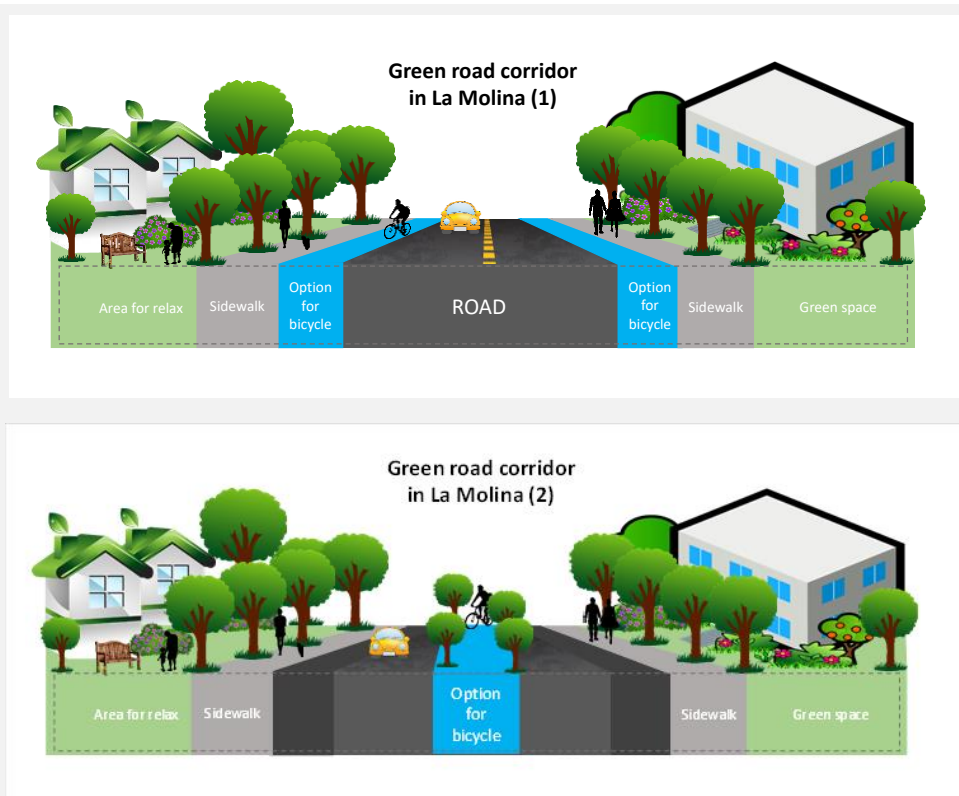 Green road corridor
in La Molina (1)
Area for relax
Sidewalk
Option
for
bicycle
ROAD
Option
for
bicycle
Sidewalk
Green space
Green road corridor
in La Molina (2)
Area for relax
Sidewalk
Option
for
bicycle
Sidewalk
Green space